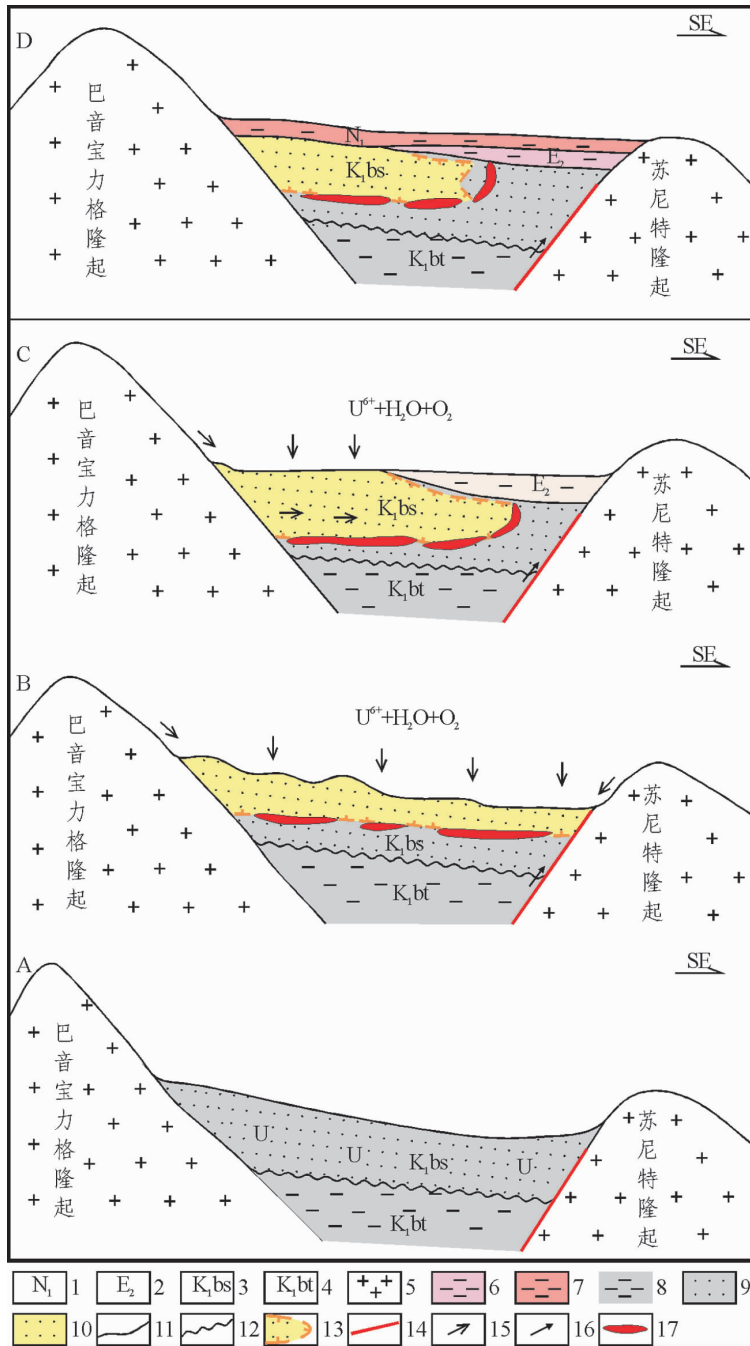 D
SE
巴音宝力格隆起
N₁
E₂
K₁bs
K₁bt
苏尼特隆起
C
SE
巴音宝力格隆起
U⁶⁺+H₂O+O₂
E₂
K₁bs
K₁bt
苏尼特隆起
B
SE
巴音宝力格隆起
U⁶⁺+H₂O+O₂
K₁bs
K₁bt
苏尼特隆起
A
SE
巴音宝力格隆起
U U U
K₁bs
K₁bt
苏尼特隆起
N₁ 1 E₂ 2 K₁bs 3 K₁bt 4 5 6 7 8 9
10 11 12 13 14 15 16 17